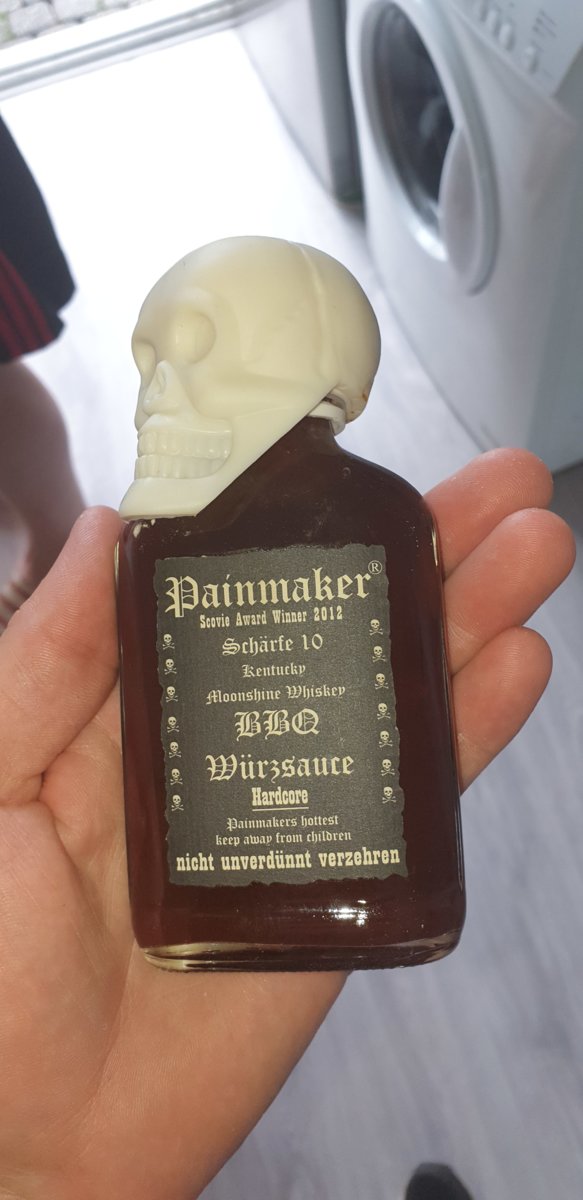 Painmaker®
Scovie Award Winner 2012
Schärfe 10
Kentucky
Moonshine Whiskey
BBQ
Würzsauce
Hardcore
Painmakers hottest
keep away from children
nicht unverdünnt verzehren